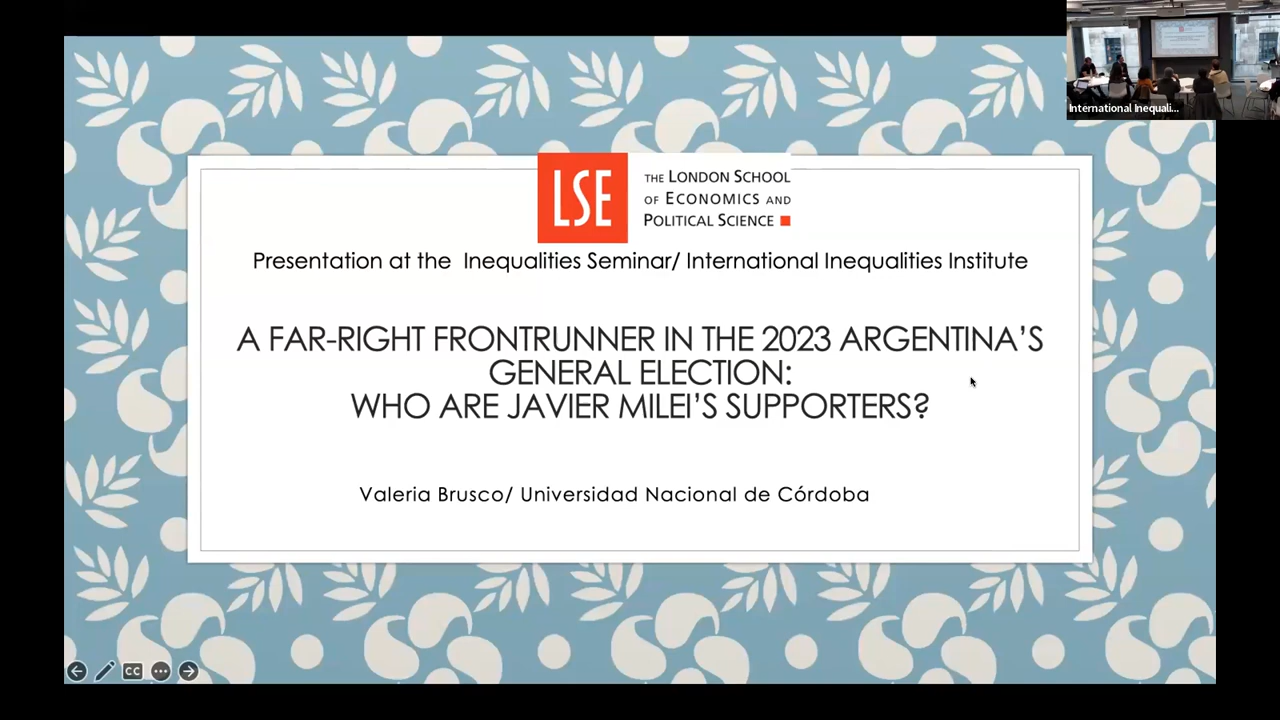 International Inequali...
LSE
THE LONDON SCHOOL
OF ECONOMICS AND
POLITICAL SCIENCE
Presentation at the Inequalities Seminar/ International Inequalities Institute
A FAR-RIGHT FRONTRUNNER IN THE 2023 ARGENTINA'S
GENERAL ELECTION:
WHO ARE JAVIER MILEI'S SUPPORTERS?
Valeria Brusco/ Universidad Nacional de Córdoba
CC